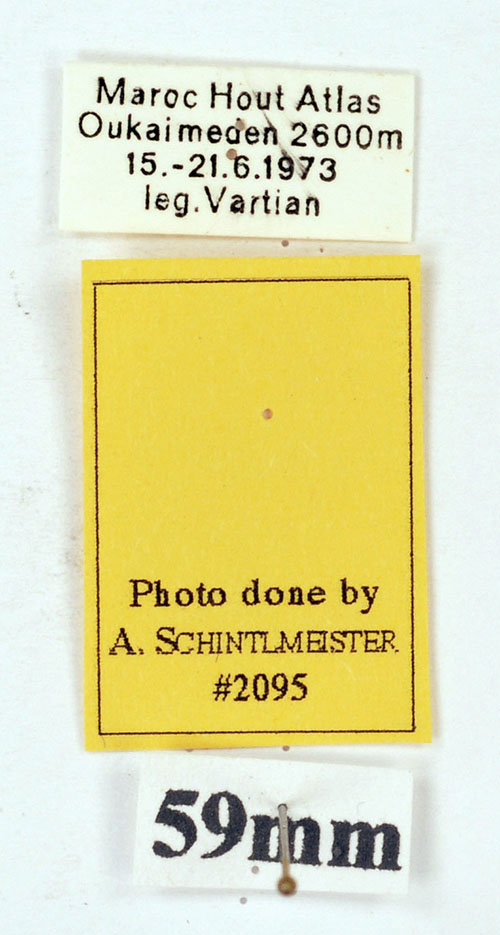 Maroc Hout Atlas
Oukaimeden 2600m
15.-21.6.1973
leg.Vartian
Photo done by
A. SCHINTLMEISTER
#2095
59mm